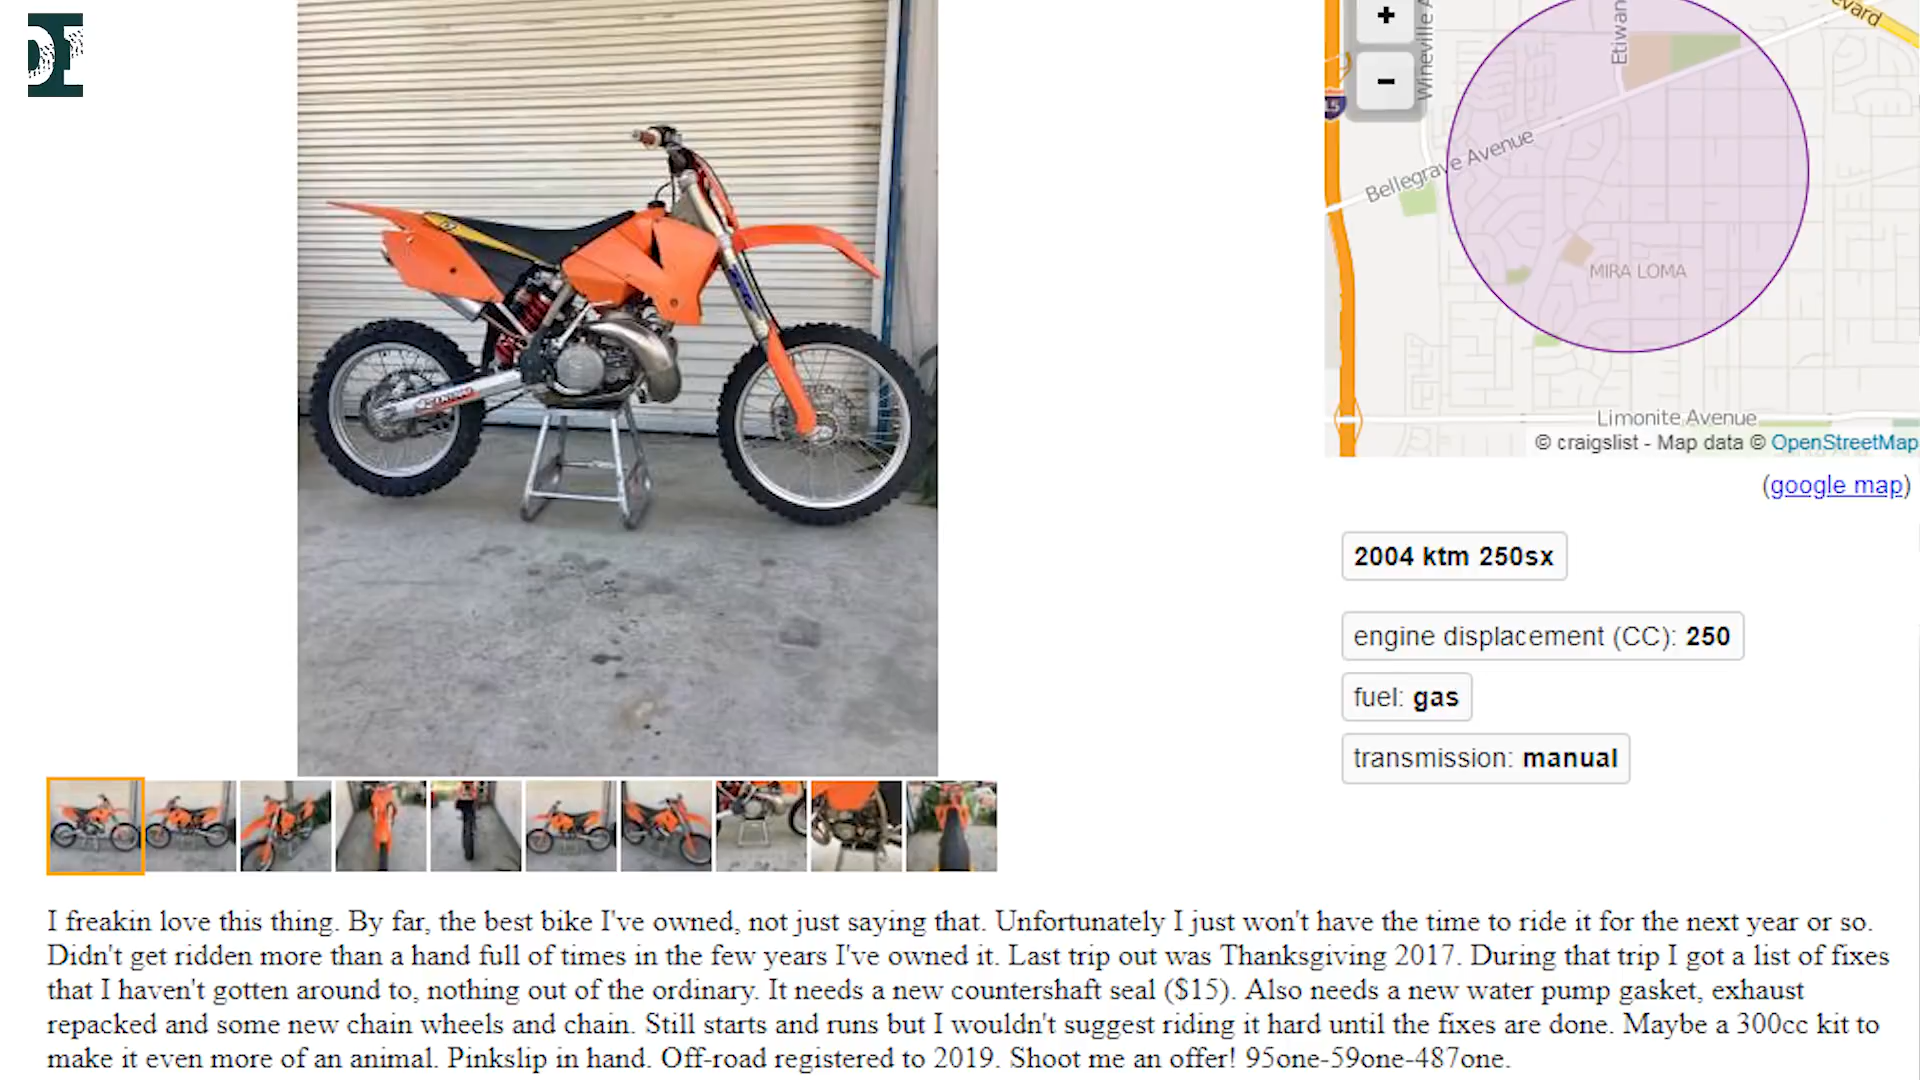 DI
+
−
Wineville A
Etiwan
evard
15
Bellegrave Avenue
MIRA LOMA
Limonite Avenue
© craigslist - Map data © OpenStreetMap
(google map)
2004 ktm 250sx
engine displacement (CC): 250
fuel: gas
transmission: manual
I freakin love this thing. By far, the best bike I've owned, not just saying that. Unfortunately I just won't have the time to ride it for the next year or so.
Didn't get ridden more than a hand full of times in the few years I've owned it. Last trip out was Thanksgiving 2017. During that trip I got a list of fixes
that I haven't gotten around to, nothing out of the ordinary. It needs a new countershaft seal ($15). Also needs a new water pump gasket, exhaust
repacked and some new chain wheels and chain. Still starts and runs but I wouldn't suggest riding it hard until the fixes are done. Maybe a 300cc kit to
make it even more of an animal. Pinkslip in hand. Off-road registered to 2019. Shoot me an offer! 95one-59one-487one.